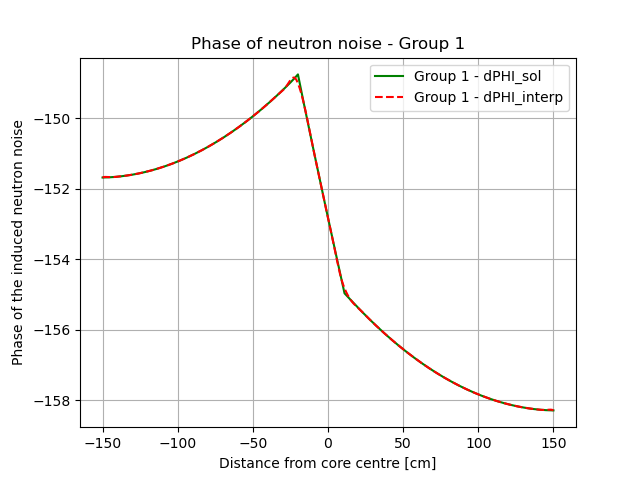 Phase of neutron noise - Group 1
Group 1 - dPHI_sol
Group 1 - dPHI_interp
Phase of the induced neutron noise
−150
−152
−154
−156
−158
−150
−100
−50
0
50
100
150
Distance from core centre [cm]